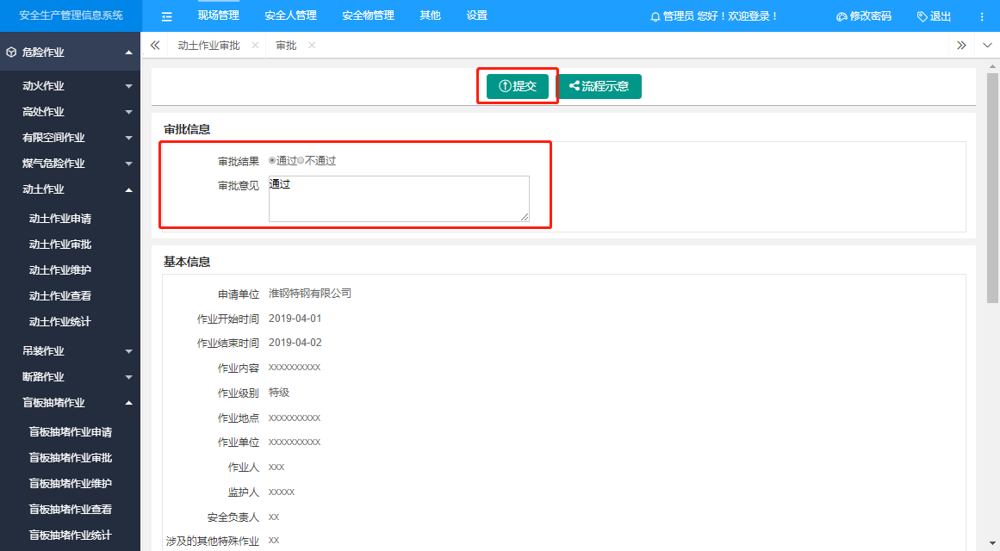 安全生产管理信息系统
现场管理 安全人管理 安全物管理 其他 设置 管理员 您好！欢迎登录！ 修改密码 退出
动土作业审批 审批
危险作业
动火作业
高处作业
有限空间作业
煤气危险作业
动土作业
动土作业申请
动土作业审批
动土作业维护
动土作业查看
动土作业统计
吊装作业
断路作业
盲板抽堵作业
盲板抽堵作业申请
盲板抽堵作业审批
盲板抽堵作业维护
盲板抽堵作业查看
盲板抽堵作业统计
提交 流程示意
审批信息
审批结果 通过 不通过
审批意见 通过
基本信息
申请单位 淮钢特钢有限公司
作业开始时间 2019-04-01
作业结束时间 2019-04-02
作业内容 xxxxxxxxxx
作业级别 特级
作业地点 xxxxxxxxxx
作业单位 xxxxxxxxxx
作业人 xxx
监护人 xxxxx
安全负责人 xx
涉及的其他特殊作业 xx